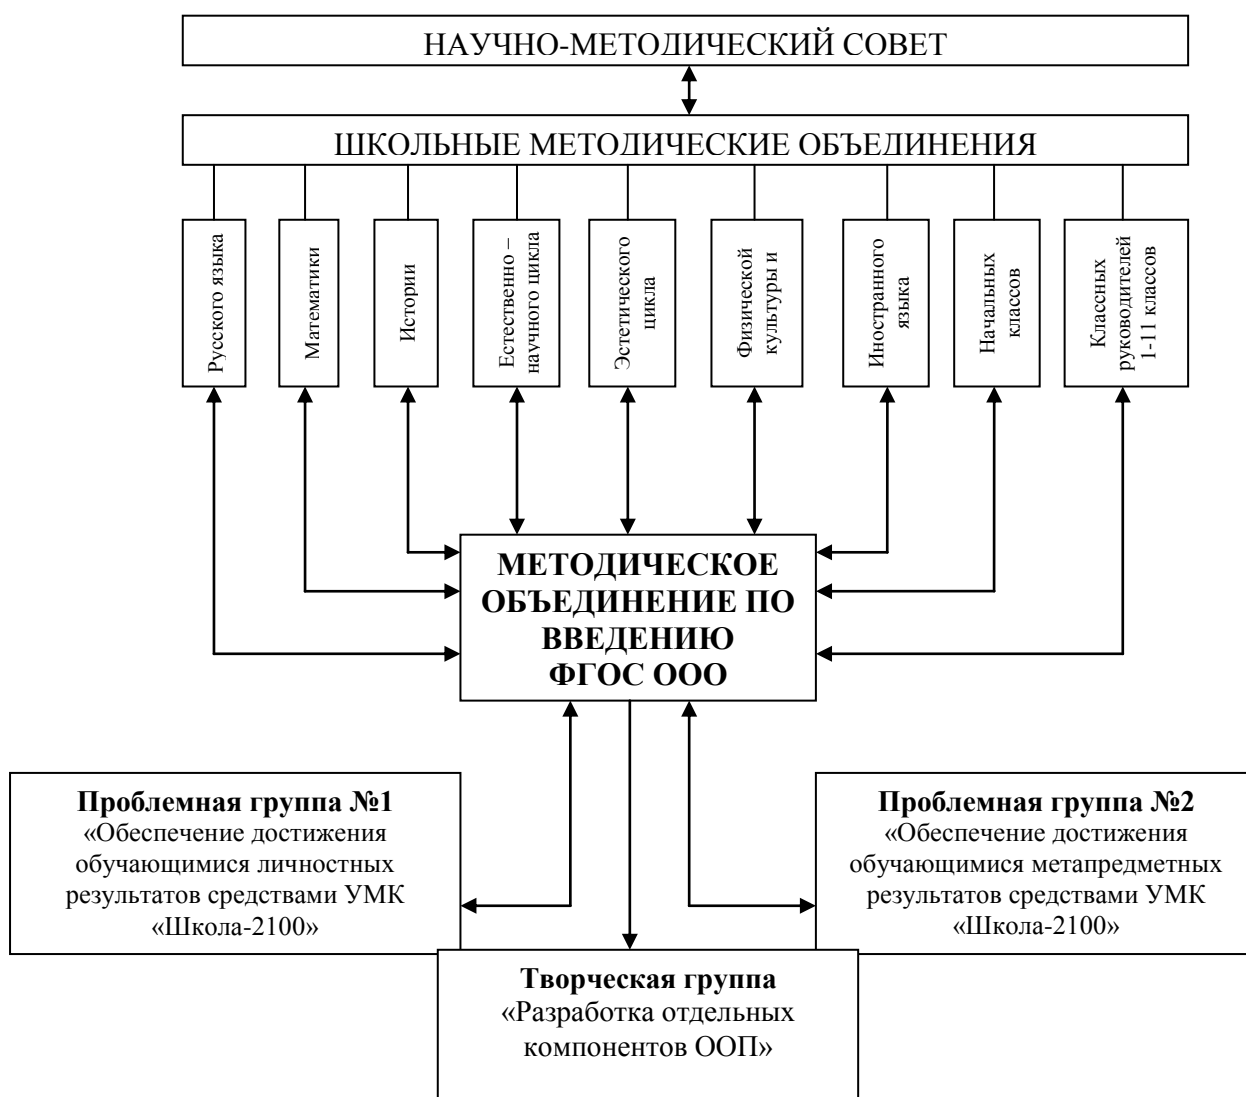 НАУЧНО-МЕТОДИЧЕСКИЙ СОВЕТ
ШКОЛЬНЫЕ МЕТОДИЧЕСКИЕ ОБЪЕДИНЕНИЯ
Русского языка
Математики
Истории
Естественно –
научного цикла
Эстетического
цикла
Физической
культуры и
Иностранного
языка
Начальных
классов
Классных
руководителей
1-11 классов
МЕТОДИЧЕСКОЕ
ОБЪЕДИНЕНИЕ ПО
ВВЕДЕНИЮ
ФГОС ООО
Проблемная группа №1
«Обеспечение достижения
обучающимися личностных
результатов средствами УМК
«Школа-2100»
Проблемная группа №2
«Обеспечение достижения
обучающимися метапредметных
результатов средствами УМК
«Школа-2100»
Творческая группа
«Разработка отдельных
компонентов ООП»